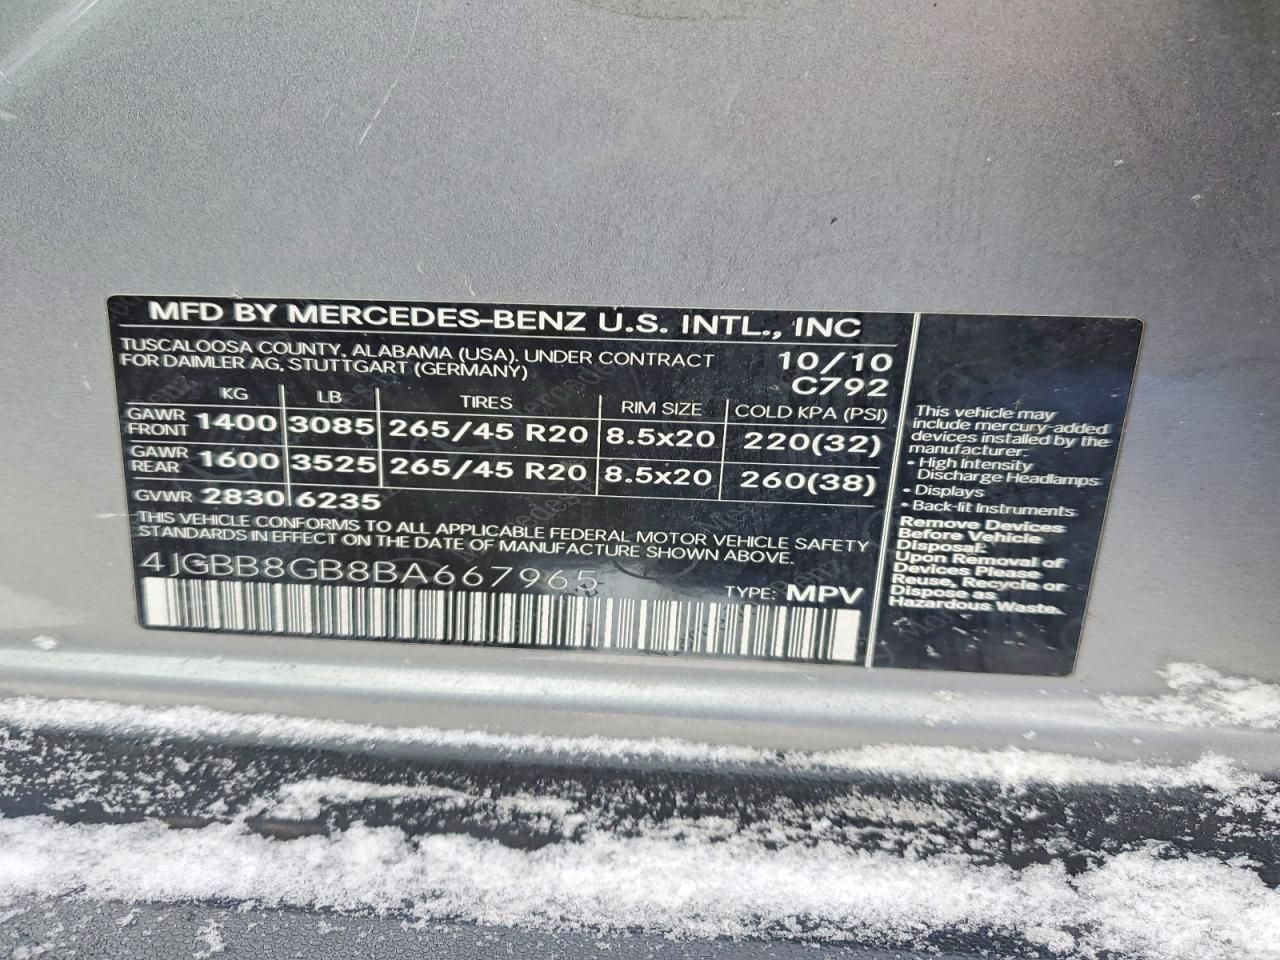 MFD BY MERCEDES-BENZ U.S. INTL., INC
TUSCALOOSA COUNTY, ALABAMA (USA), UNDER CONTRACT
FOR DAIMLER AG, STUTTGART (GERMANY)
10/10
C792
KG LB TIRES RIM SIZE COLD KPA (PSI)
GAWR FRONT 1400 3085 265/45 R20 8.5x20 220(32)
GAWR REAR 1600 3525 265/45 R20 8.5x20 260(38)
GVWR 2830 6235
THIS VEHICLE CONFORMS TO ALL APPLICABLE FEDERAL MOTOR VEHICLE SAFETY
STANDARDS IN EFFECT ON THE DATE OF MANUFACTURE SHOWN ABOVE.
4JGBB8GB8BA667965
TYPE: MPV
This vehicle may
include mercury-added
devices installed by the
manufacturer:
• High Intensity
Discharge Headlamps
• Displays
• Back-lit Instruments
Remove Devices
Before Vehicle
Disposal:
Upon Removal of
Devices Please
Reuse, Recycle or
Dispose as
Hazardous Waste.